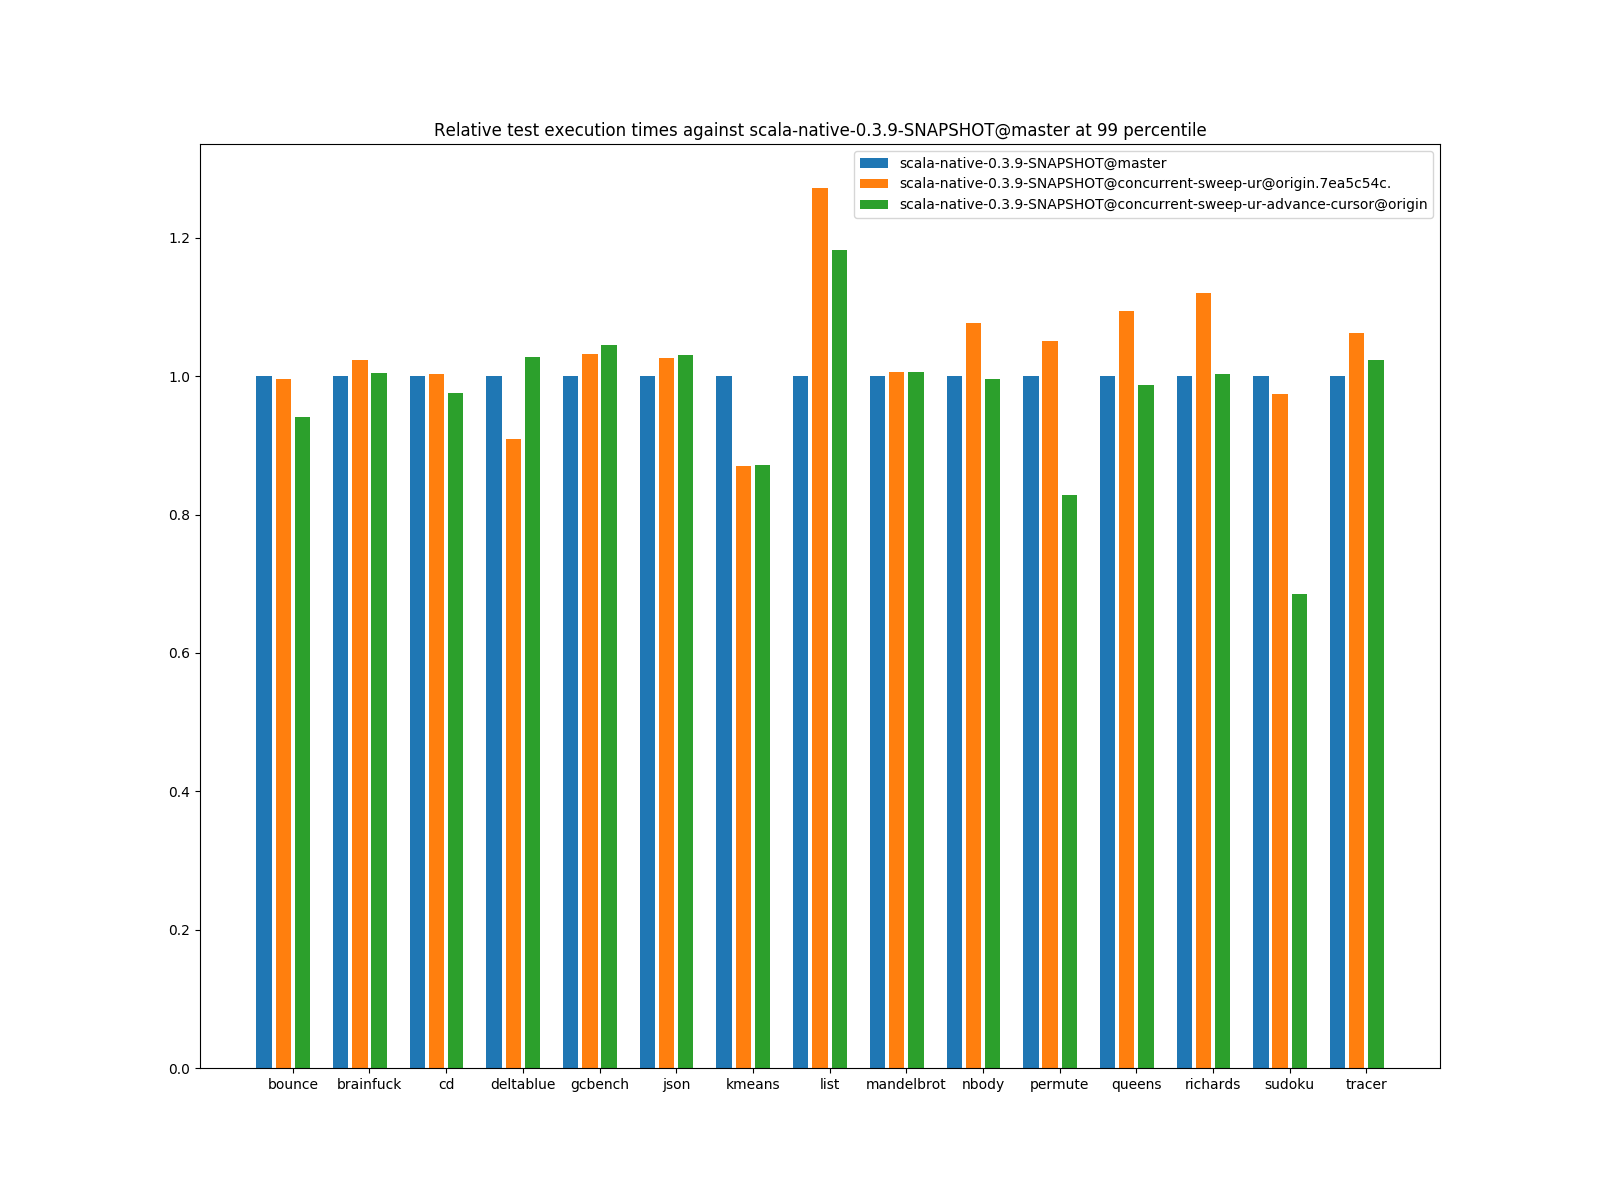 Relative test execution times against scala-native-0.3.9-SNAPSHOT@master at 99 percentile
scala-native-0.3.9-SNAPSHOT@master
scala-native-0.3.9-SNAPSHOT@concurrent-sweep-ur@origin.7ea5c54c.
scala-native-0.3.9-SNAPSHOT@concurrent-sweep-ur-advance-cursor@origin
1.2
1.0
0.8
0.6
0.4
0.2
0.0
bounce brainfuck cd deltablue gcbench json kmeans list mandelbrot nbody permute queens richards sudoku tracer